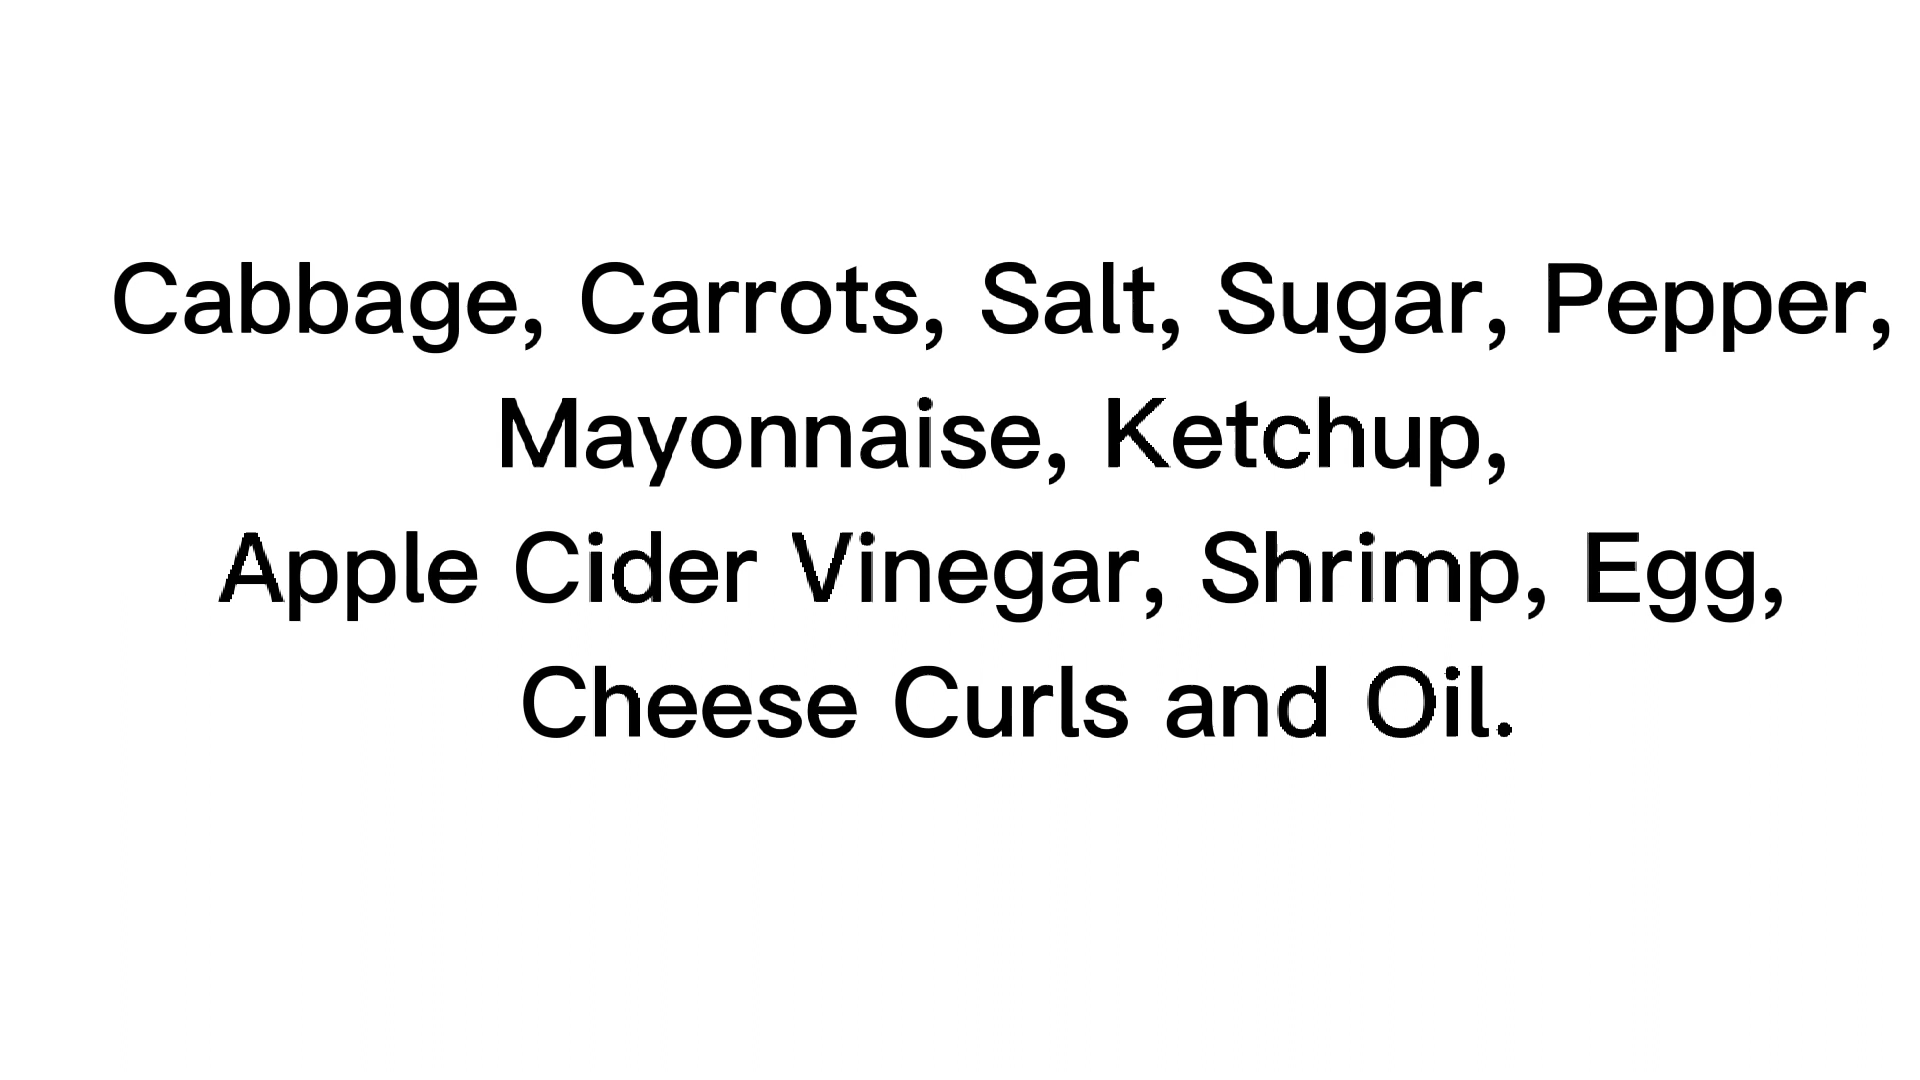 Cabbage, Carrots, Salt, Sugar, Pepper,
Mayonnaise, Ketchup,
Apple Cider Vinegar, Shrimp, Egg,
Cheese Curls and Oil.